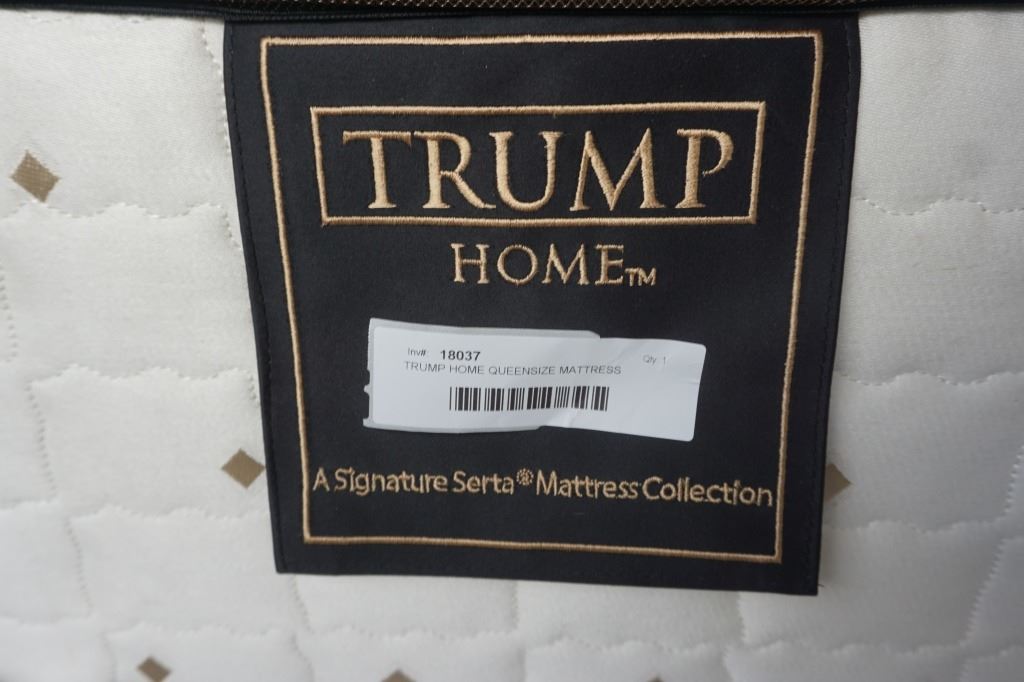 TRUMP
HOME™
Inv#: 18037 Qty 1
TRUMP HOME QUEENSIZE MATTRESS
A Signature Serta® Mattress Collection